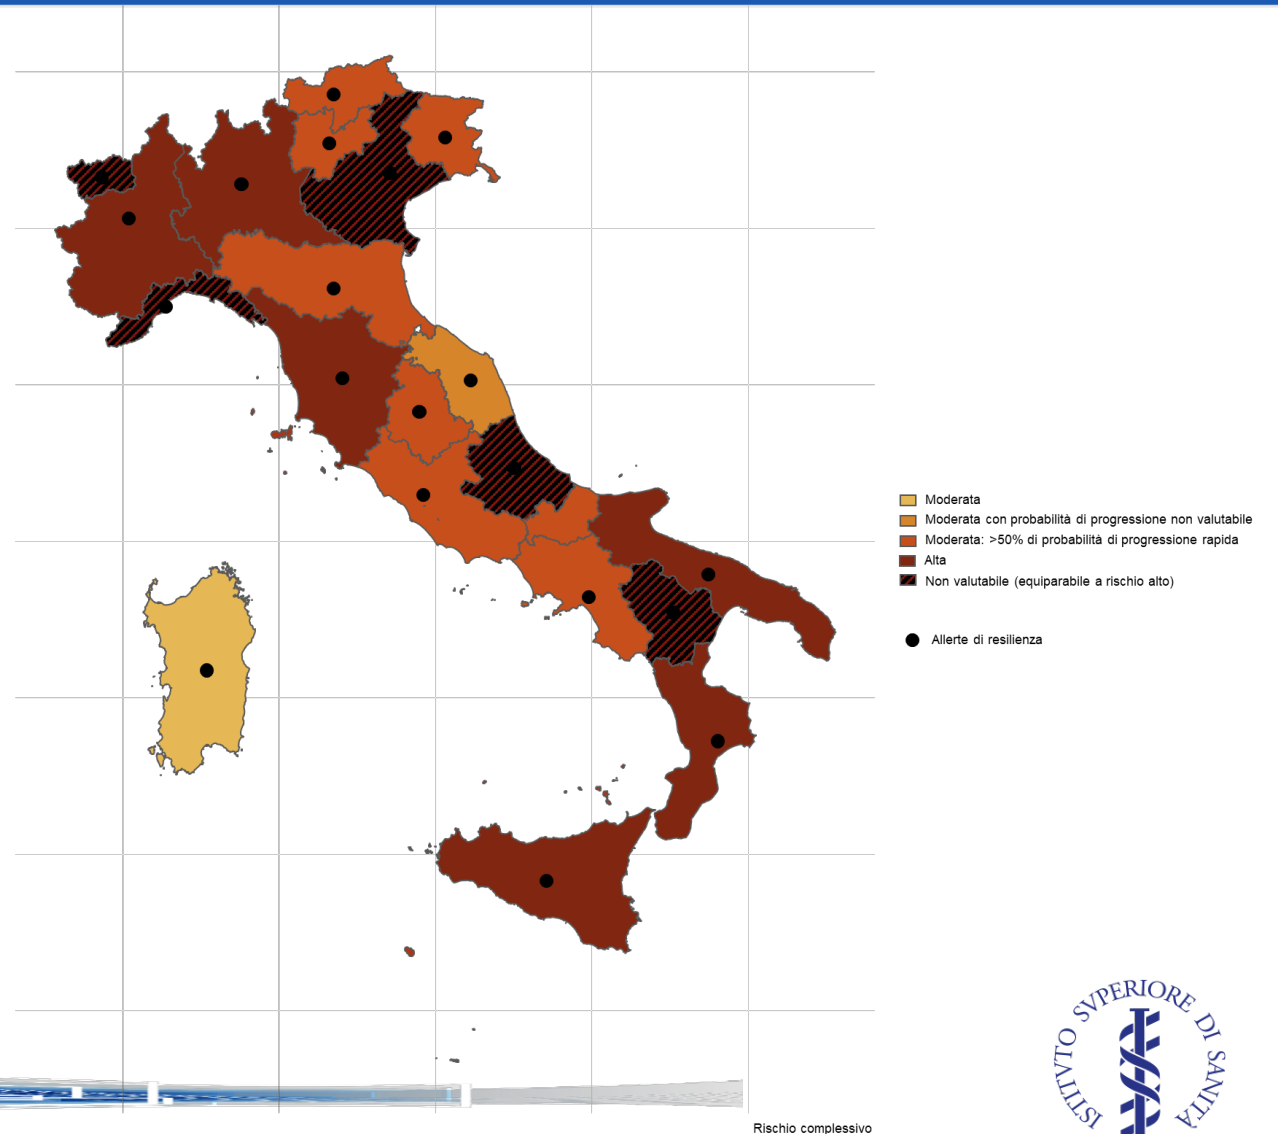 Moderata
Moderata con probabilità di progressione non valutabile
Moderata: >50% di probabilità di progressione rapida
Alta
Non valutabile (equiparabile a rischio alto)
Allerte di resilienza
ISTITVTO SVPERIORE DI SANITÀ
Rischio complessivo